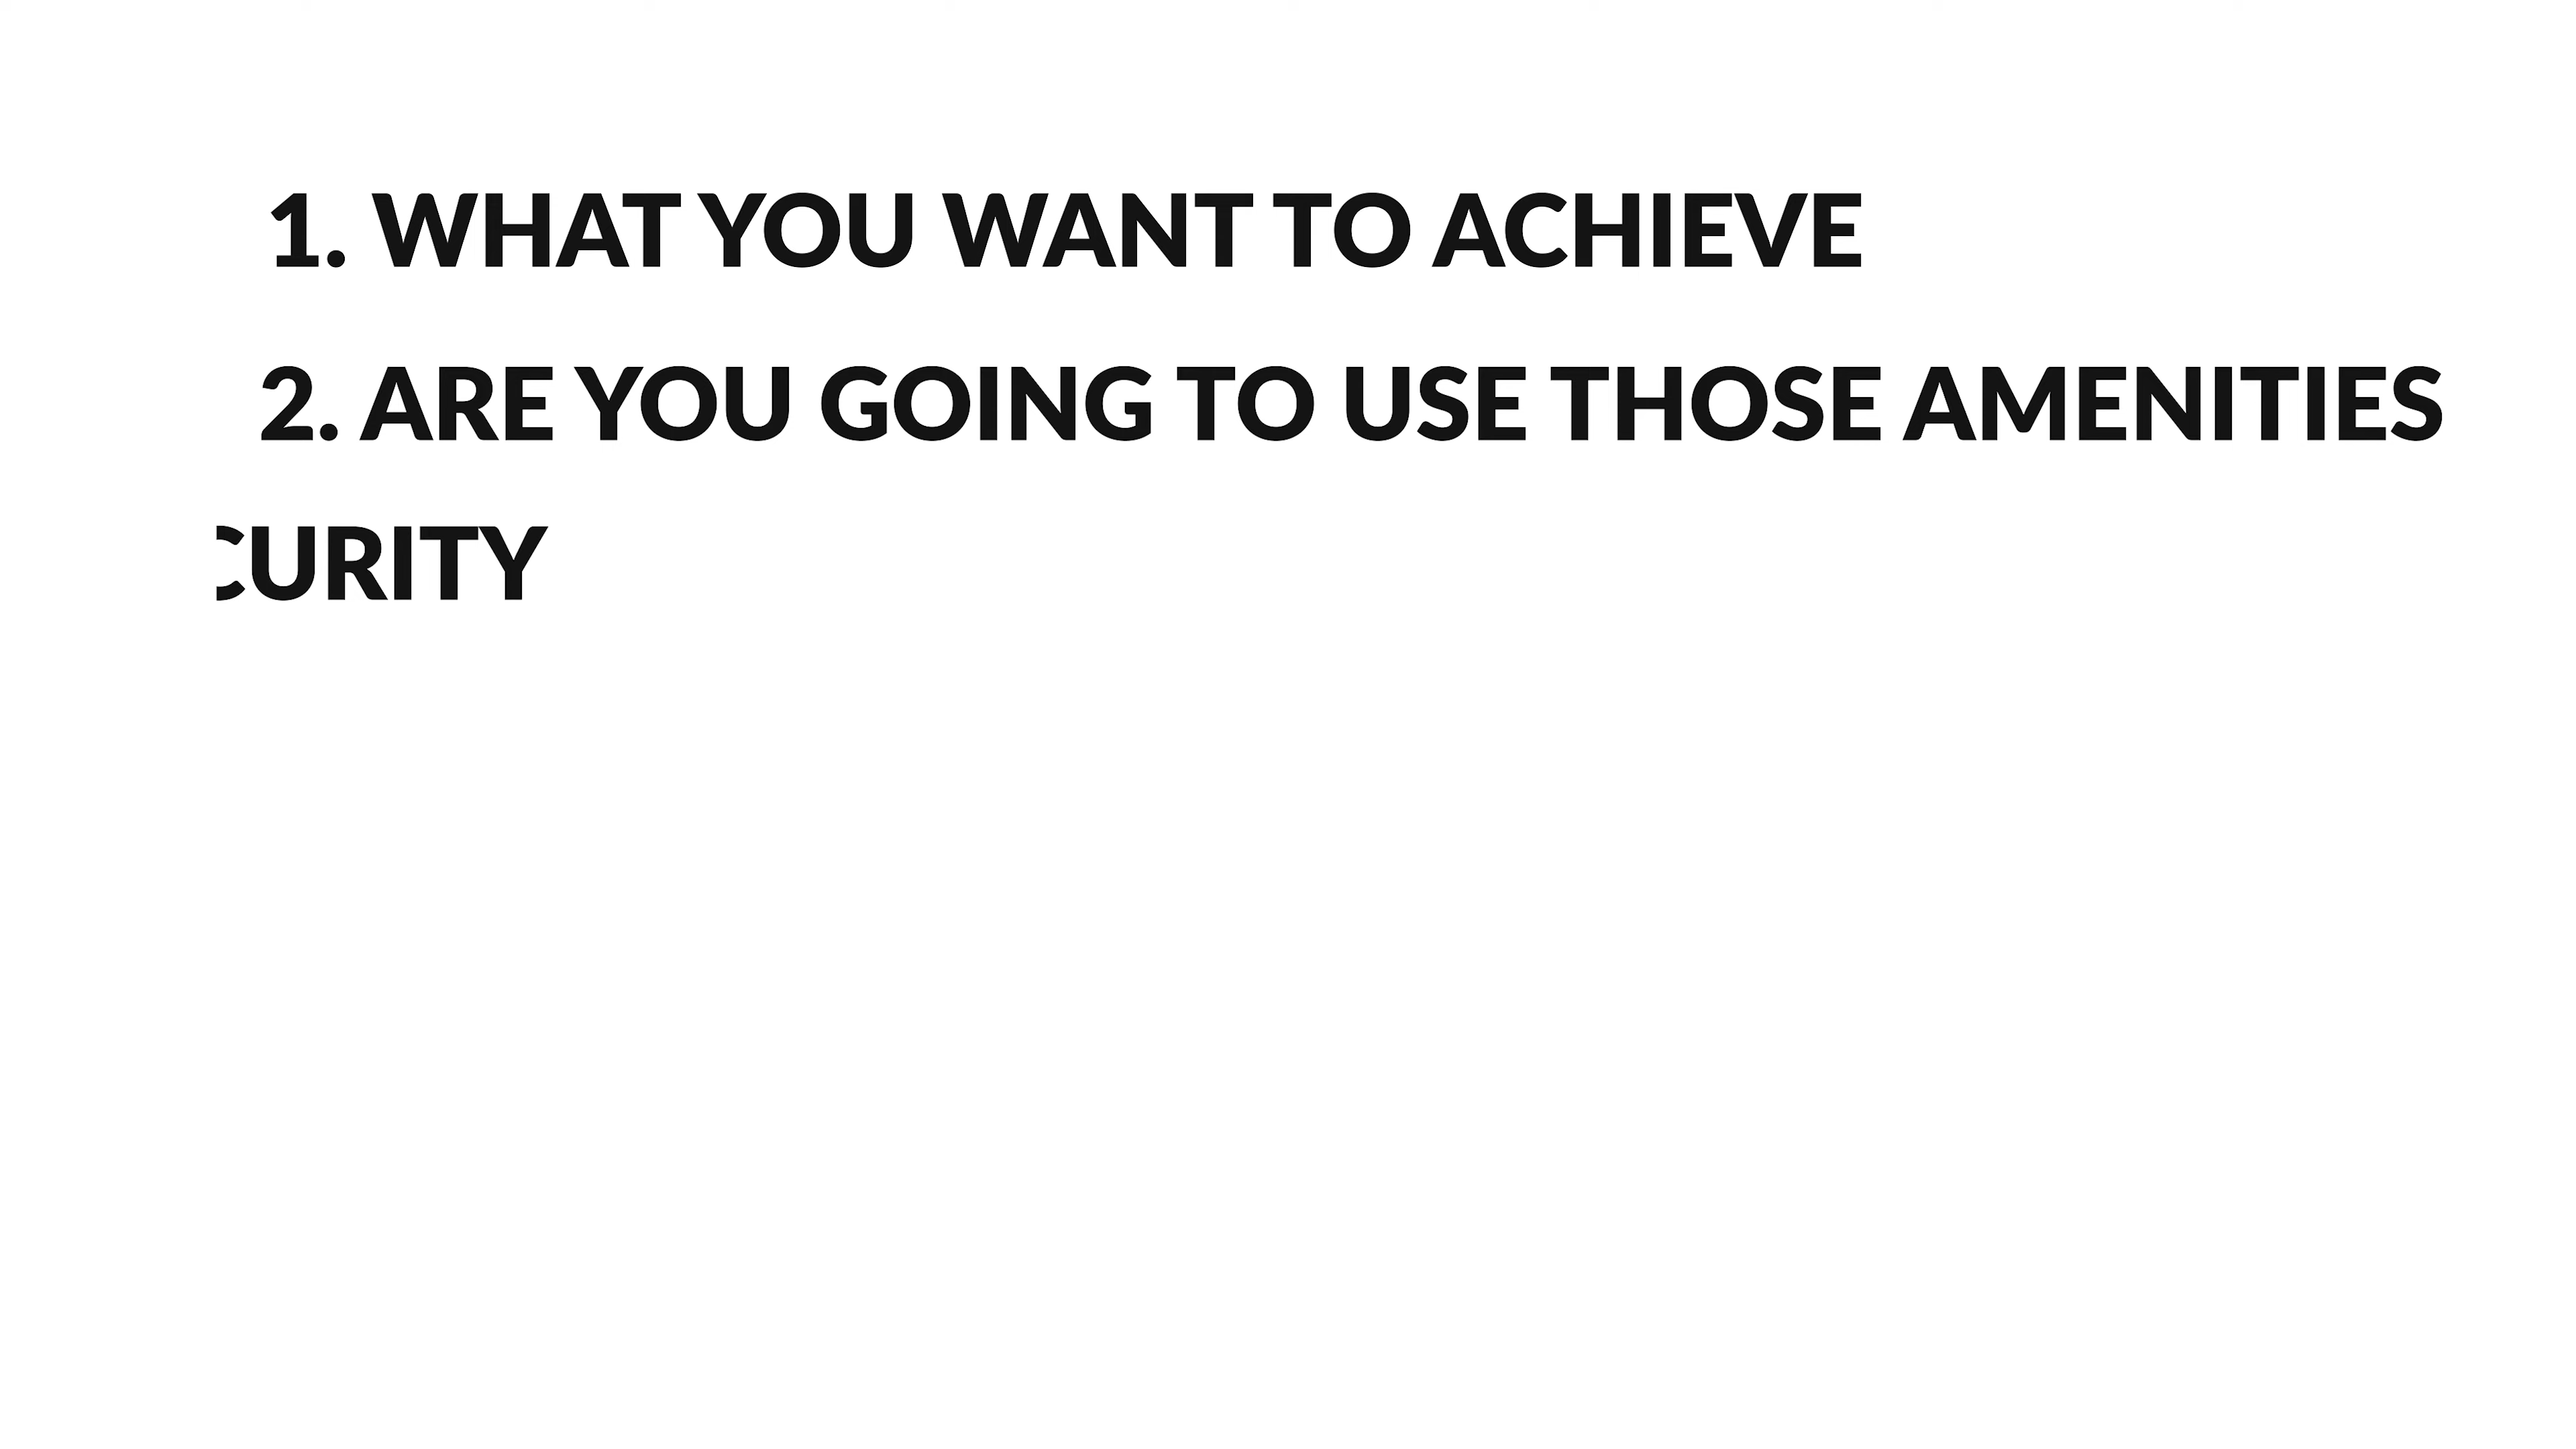 1. WHAT YOU WANT TO ACHIEVE
2. ARE YOU GOING TO USE THOSE AMENITIES
CURITY